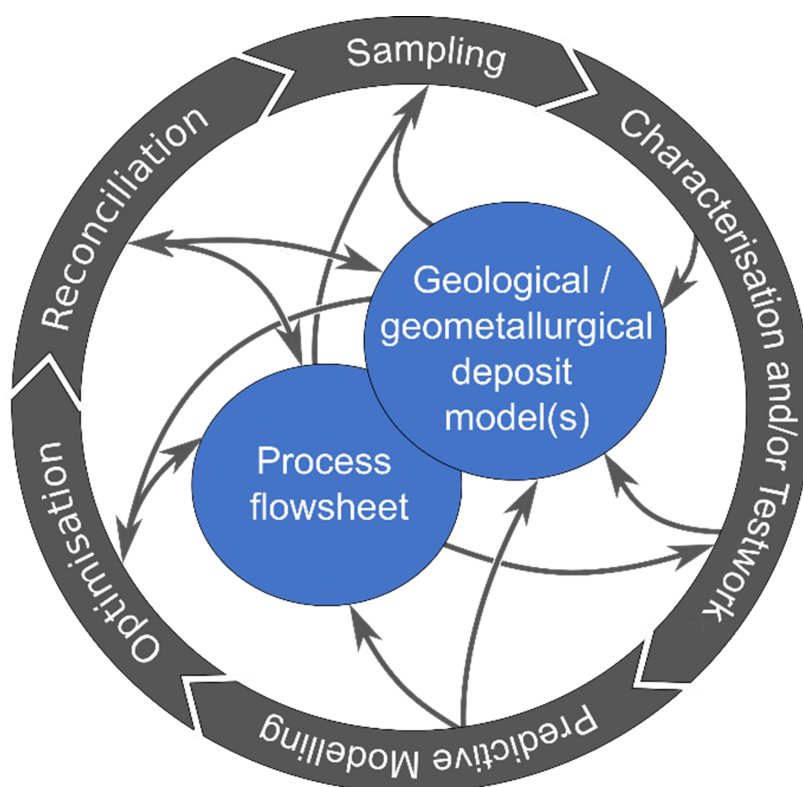 Sampling
Characterisation and/or Testwork
Predictive Modelling
Optimisation
Reconciliation
Geological /
geometallurgical
deposit
model(s)
Process
flowsheet